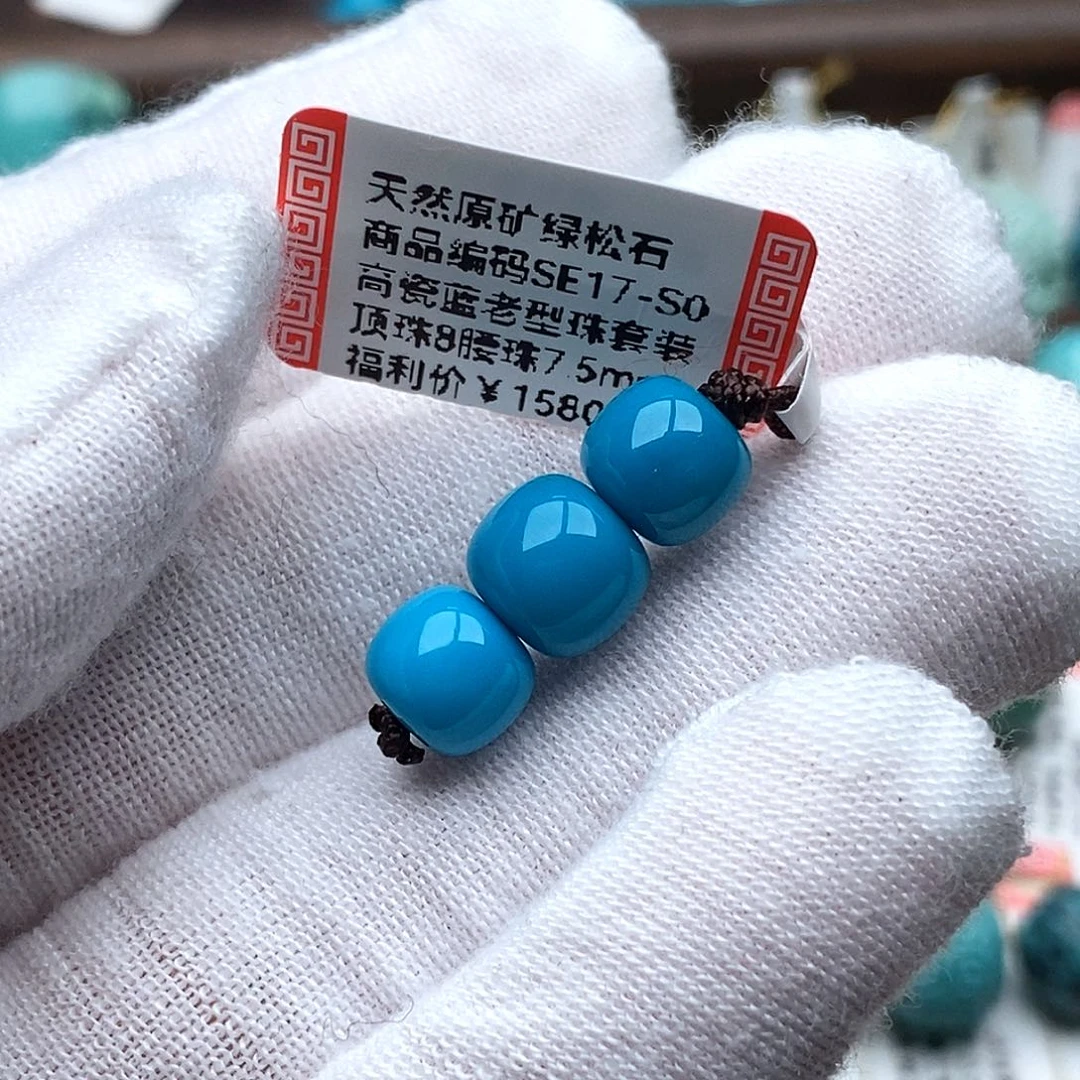 天然原矿绿松石
商品编码SE17-S0
高瓷蓝老型珠套装
顶珠8腰珠7.5m
福利价￥1580